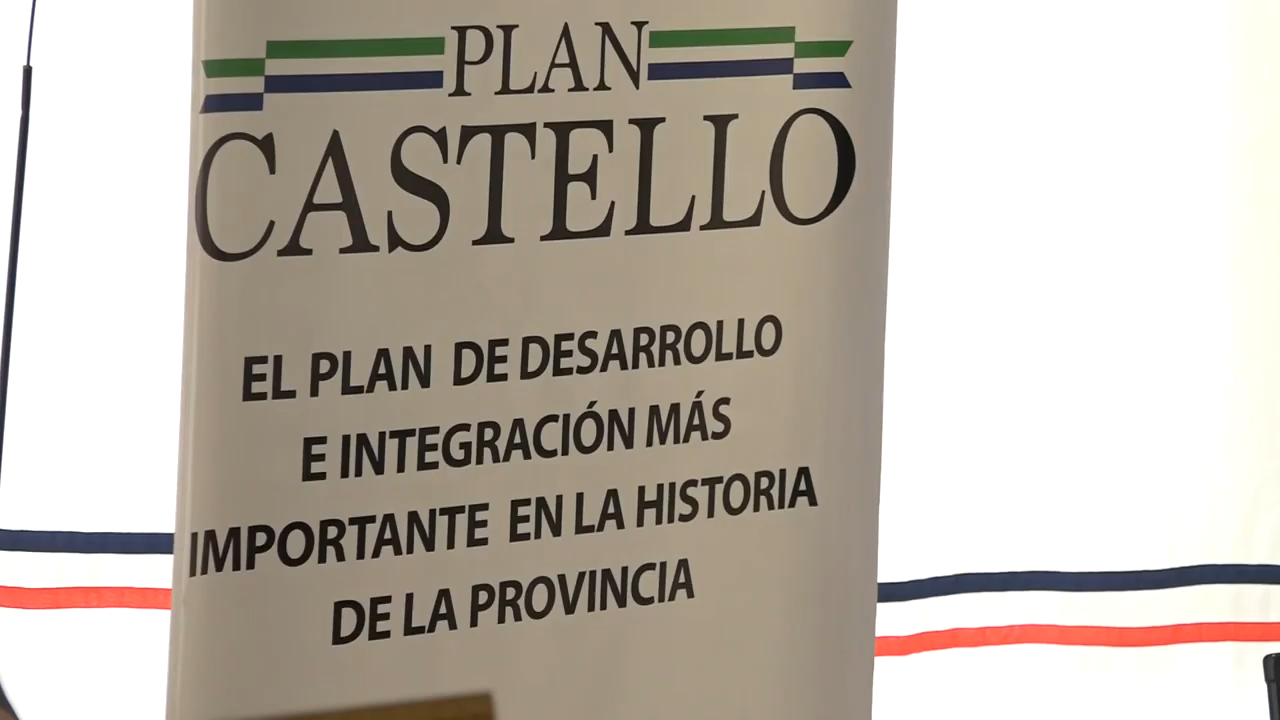 PLAN
CASTELLO
EL PLAN DE DESARROLLO
E INTEGRACIÓN MÁS
IMPORTANTE EN LA HISTORIA
DE LA PROVINCIA